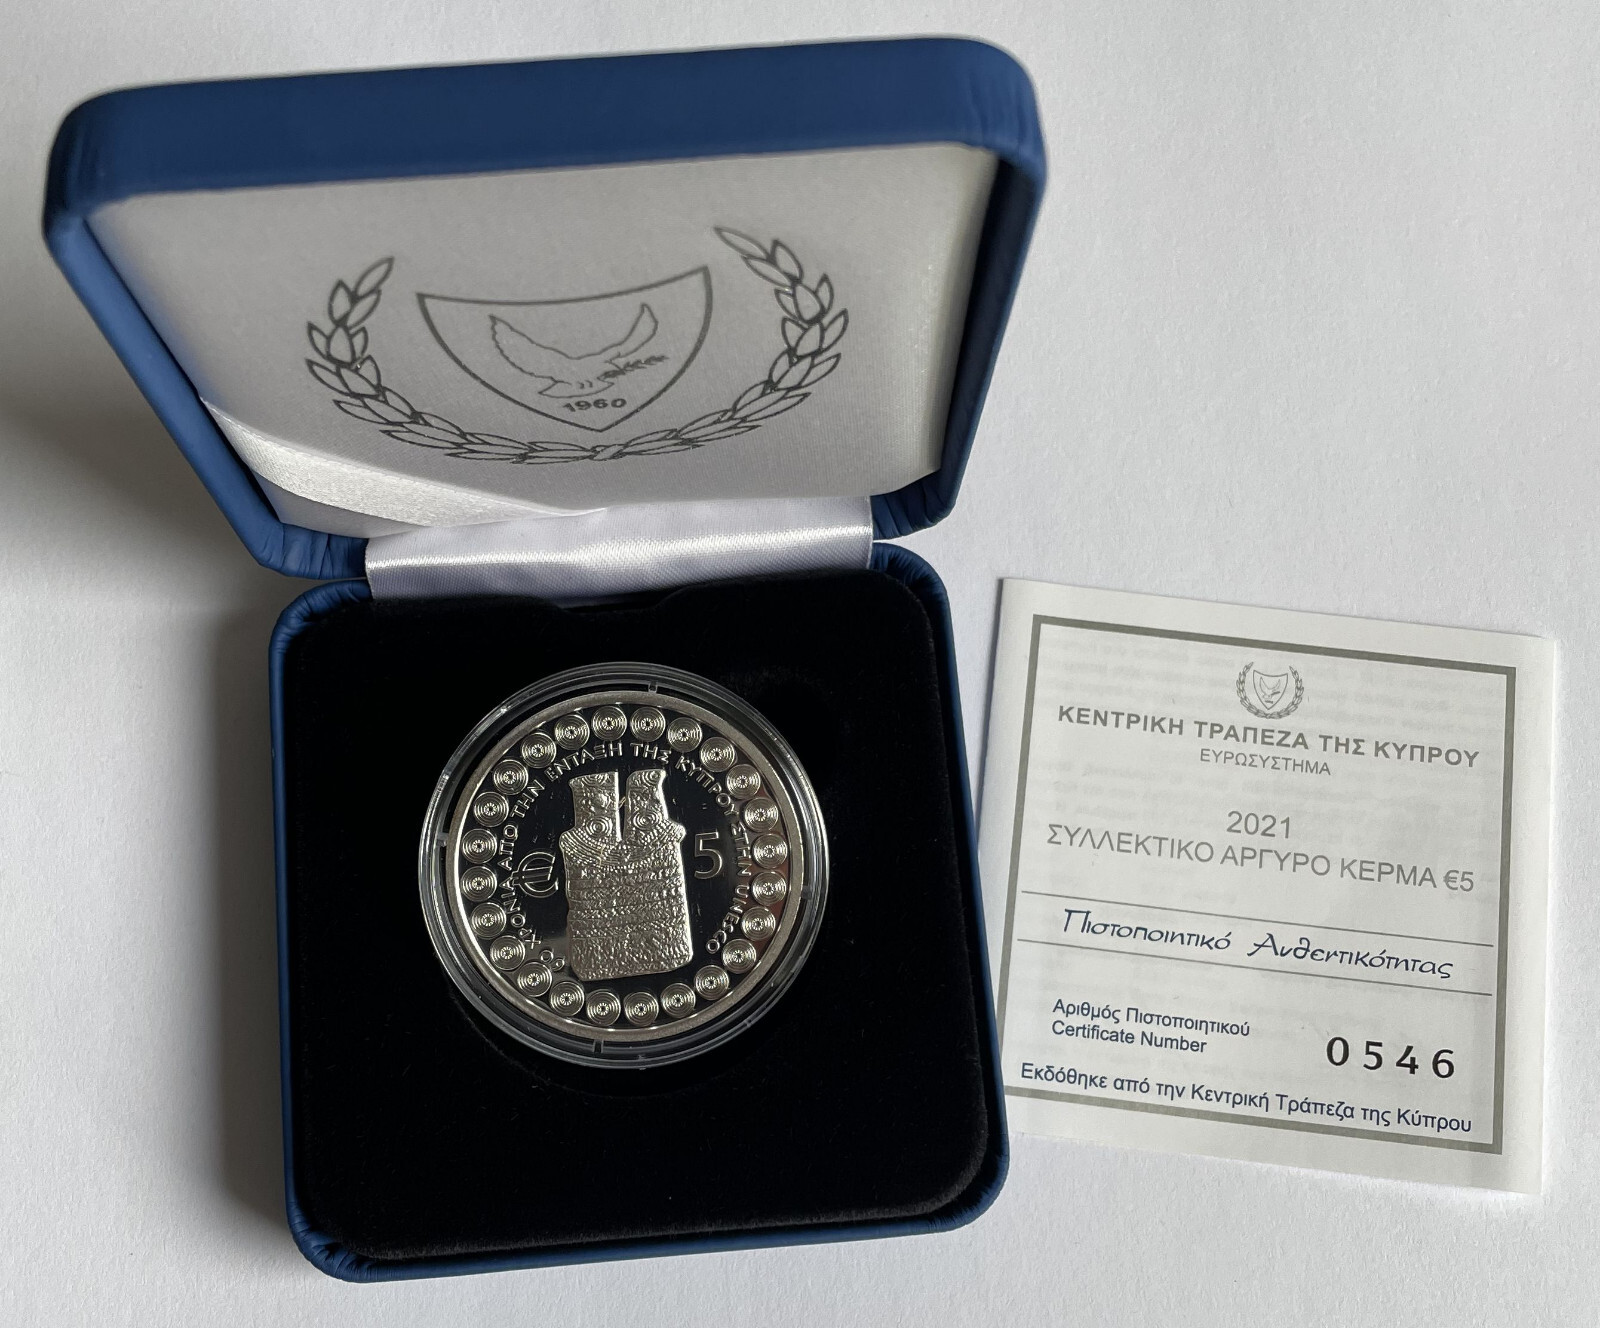 1960
60 ΧΡΟΝΙΑ ΑΠΟ ΤΗΝ ΕΝΤΑΞΗ ΤΗΣ ΚΥΠΡΟΥ ΣΤΗΝ UNESCO
€
5
ΚΕΝΤΡΙΚΗ ΤΡΑΠΕΖΑ ΤΗΣ ΚΥΠΡΟΥ
ΕΥΡΩΣΥΣΤΗΜΑ
2021
ΣΥΛΛΕΚΤΙΚΟ ΑΡΓΥΡΟ ΚΕΡΜΑ €5
Πιστοποιητικό Αυθεντικότητας
Αριθμός Πιστοποιητικού
Certificate Number
0546
Εκδόθηκε από την Κεντρική Τράπεζα της Κύπρου